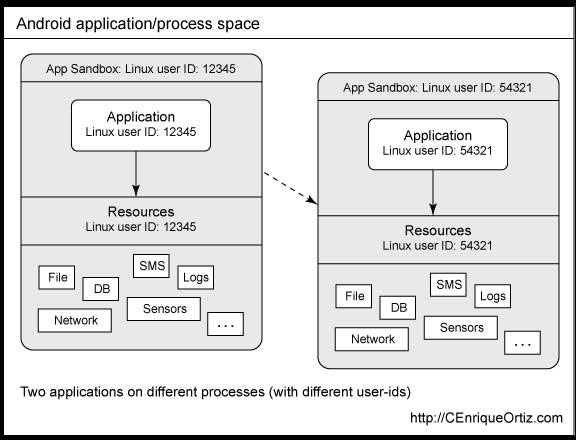 Android application/process space
App Sandbox: Linux user ID: 12345
Application
Linux user ID: 12345
Resources
Linux user ID: 12345
File
DB
SMS
Logs
Network
Sensors
...
App Sandbox: Linux user ID: 54321
Application
Linux user ID: 54321
Resources
Linux user ID: 54321
File
DB
SMS
Logs
Network
Sensors
...
Two applications on different processes (with different user-ids)
http://CEnriqueOrtiz.com